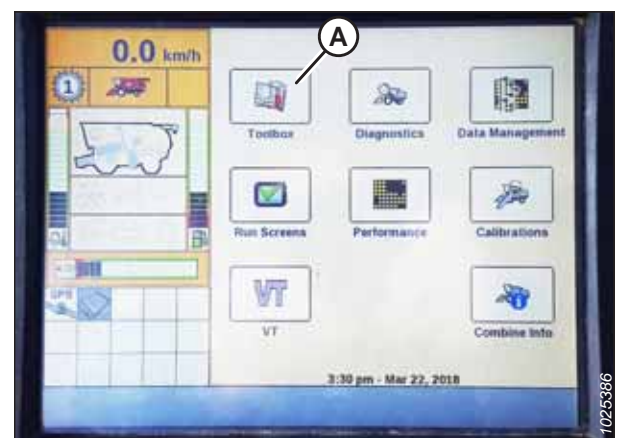 A
0.0 km/h
1
Toolbox
Diagnostics
Data Management
Run Screens
Performance
Calibrations
GPS
VT
VT
Combine Info
3:30 pm - Mar 22, 2018
1025386